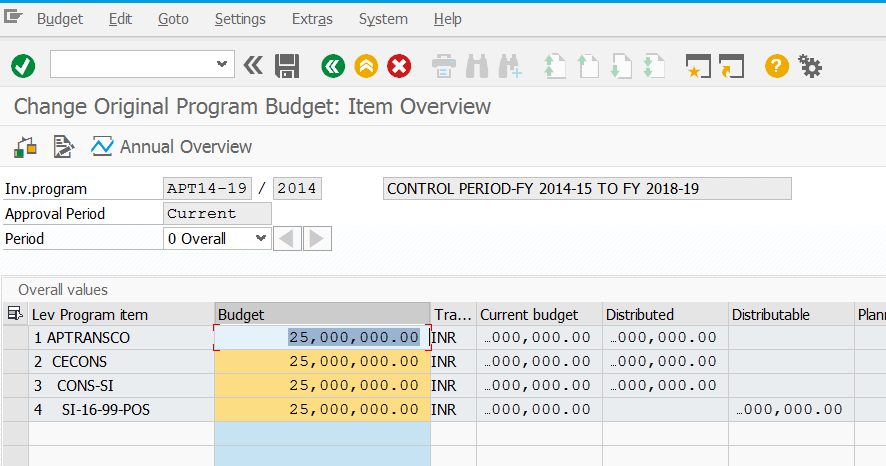 Budget Edit Goto Settings Extras System Help
Change Original Program Budget: Item Overview
Annual Overview
Inv.program APT14-19 / 2014 CONTROL PERIOD-FY 2014-15 TO FY 2018-19
Approval Period Current
Period 0 Overall
Overall values
Lev Program item Budget Tra... Current budget Distributed Distributable Plann
1 APTRANSCO 25,000,000.00 INR …000,000.00 …000,000.00
2 CECONS 25,000,000.00 INR …000,000.00 …000,000.00
3 CONS-SI 25,000,000.00 INR …000,000.00 …000,000.00
4 SI-16-99-POS 25,000,000.00 INR …000,000.00 …000,000.00